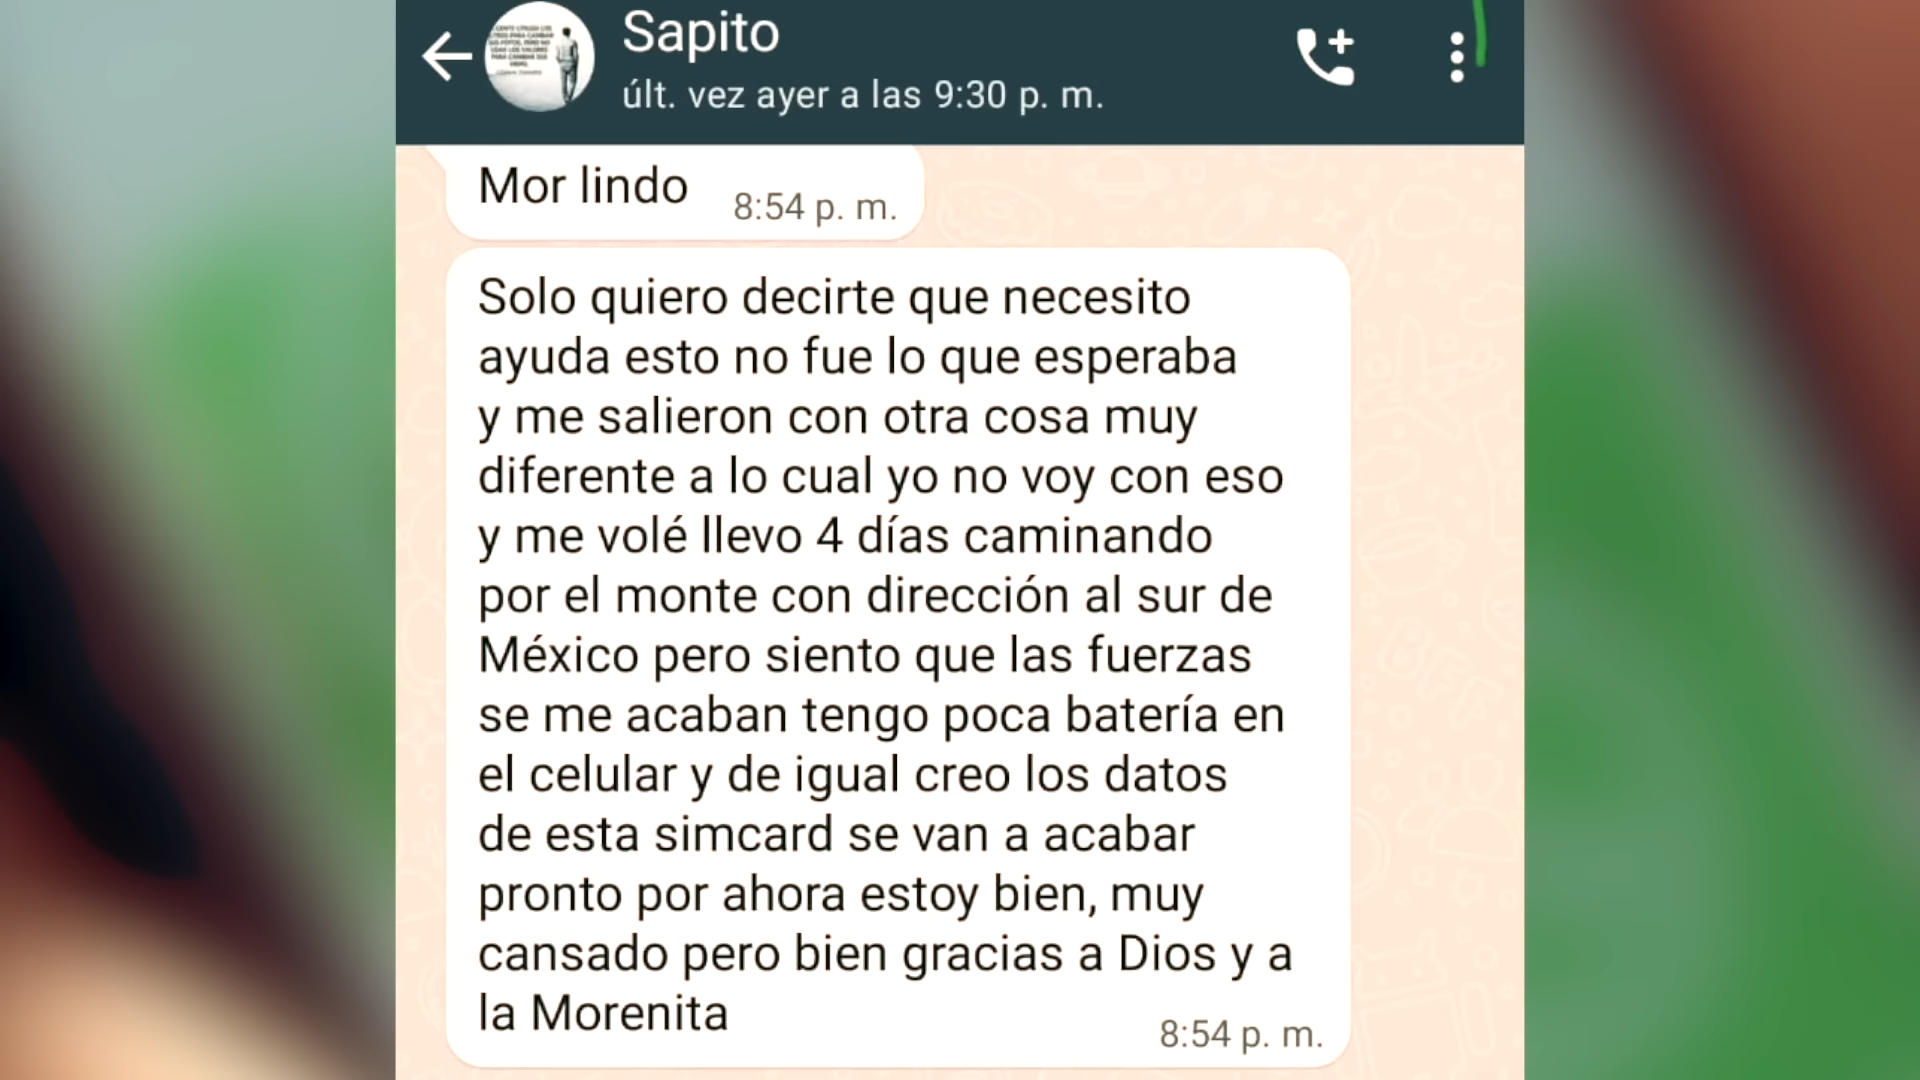 Sapito
últ. vez ayer a las 9:30 p. m.
Mor lindo
8:54 p. m.
Solo quiero decirte que necesito
ayuda esto no fue lo que esperaba
y me salieron con otra cosa muy
diferente a lo cual yo no voy con eso
y me volé llevo 4 días caminando
por el monte con dirección al sur de
México pero siento que las fuerzas
se me acaban tengo poca batería en
el celular y de igual creo los datos
de esta simcard se van a acabar
pronto por ahora estoy bien, muy
cansado pero bien gracias a Dios y a
la Morenita
8:54 p. m.